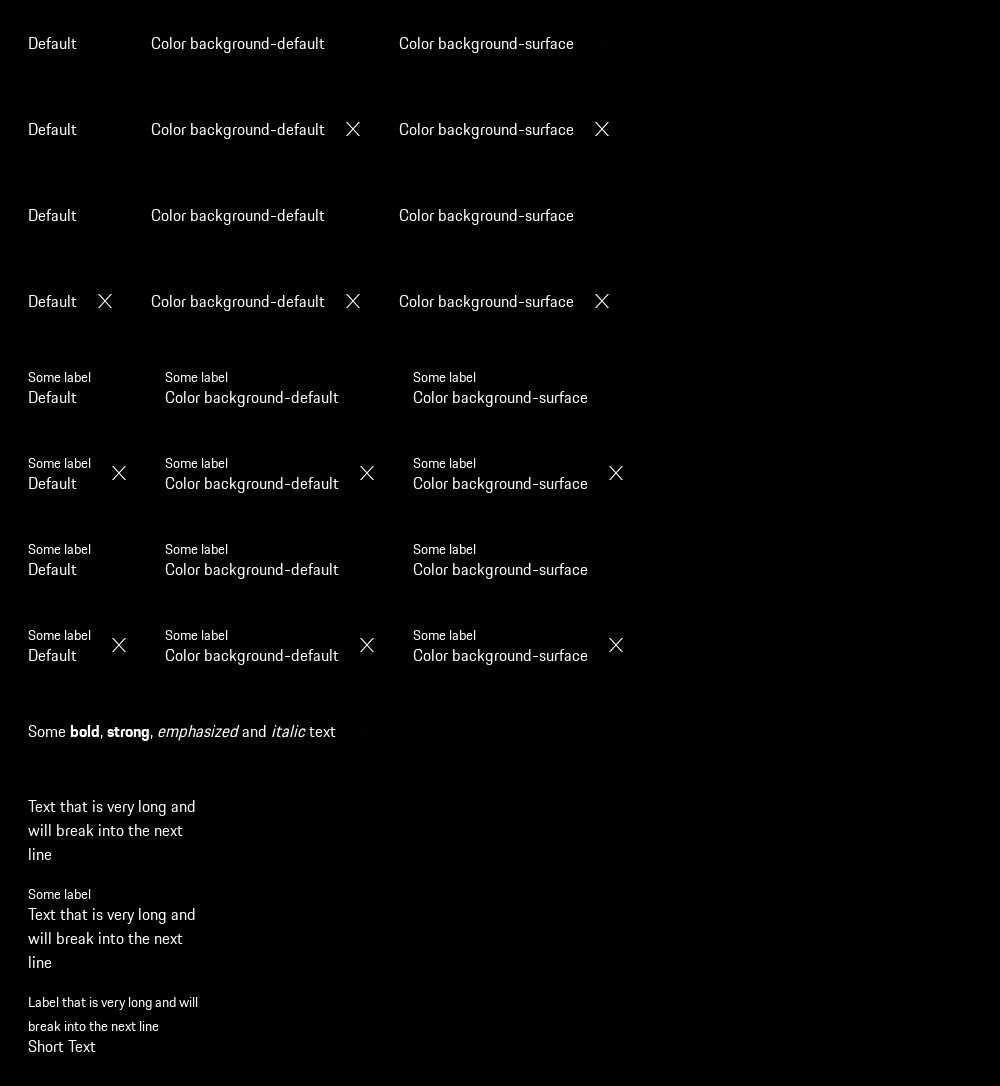 Default Color background-default Color background-surface
Default Color background-default Color background-surface
Default Color background-default Color background-surface
Default Color background-default Color background-surface
Some label Some label Some label
Default Color background-default Color background-surface
Some label Some label Some label
Default Color background-default Color background-surface
Some label Some label Some label
Default Color background-default Color background-surface
Some label Some label Some label
Default Color background-default Color background-surface
Some bold, strong, emphasized and italic text
Text that is very long and
will break into the next
line
Some label
Text that is very long and
will break into the next
line
Label that is very long and will
break into the next line
Short Text